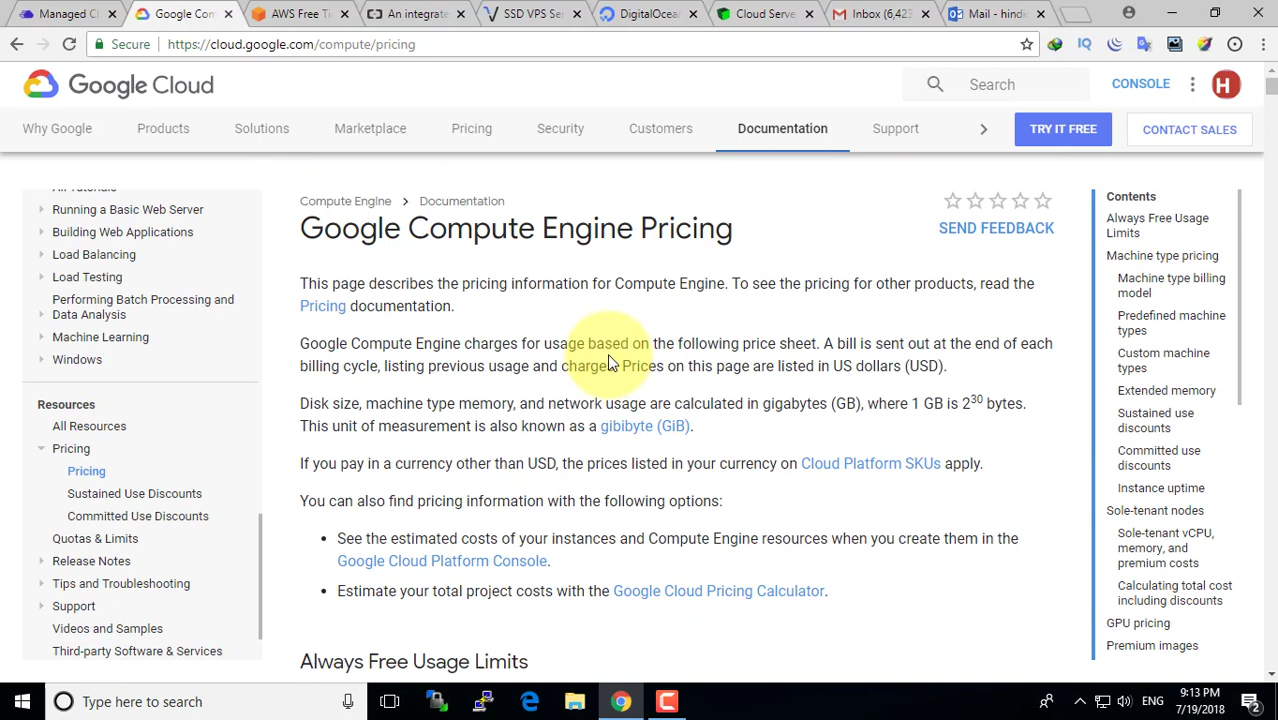 Managed C
Google Com
AWS Free Ti
An integrate
SSD VPS Se
DigitalOcean
Cloud Serve
Inbox (6,423
Mail - hindic
Secure
https://cloud.google.com/compute/pricing
IQ
Google Cloud
Search
CONSOLE
H
Why Google
Products
Solutions
Marketplace
Pricing
Security
Customers
Documentation
Support
TRY IT FREE
CONTACT SALES
All Tutorials
Running a Basic Web Server
Building Web Applications
Load Balancing
Load Testing
Performing Batch Processing and
Data Analysis
Machine Learning
Windows
Resources
All Resources
Pricing
Pricing
Sustained Use Discounts
Committed Use Discounts
Quotas & Limits
Release Notes
Tips and Troubleshooting
Support
Videos and Samples
Third-party Software & Services
Compute Engine > Documentation
Google Compute Engine Pricing
SEND FEEDBACK
This page describes the pricing information for Compute Engine. To see the pricing for other products, read the
Pricing documentation.
Google Compute Engine charges for usage based on the following price sheet. A bill is sent out at the end of each
billing cycle, listing previous usage and charges. Prices on this page are listed in US dollars (USD).
Disk size, machine type memory, and network usage are calculated in gigabytes (GB), where 1 GB is 2³⁰ bytes.
This unit of measurement is also known as a gibibyte (GiB).
If you pay in a currency other than USD, the prices listed in your currency on Cloud Platform SKUs apply.
You can also find pricing information with the following options:
• See the estimated costs of your instances and Compute Engine resources when you create them in the
Google Cloud Platform Console.
• Estimate your total project costs with the Google Cloud Pricing Calculator.
Always Free Usage Limits
Contents
Always Free Usage
Limits
Machine type pricing
Machine type billing
model
Predefined machine
types
Custom machine
types
Extended memory
Sustained use
discounts
Committed use
discounts
Instance uptime
Sole-tenant nodes
Sole-tenant vCPU,
memory, and
premium costs
Calculating total cost
including discounts
GPU pricing
Premium images
Type here to search
ENG
9:13 PM
7/19/2018
2